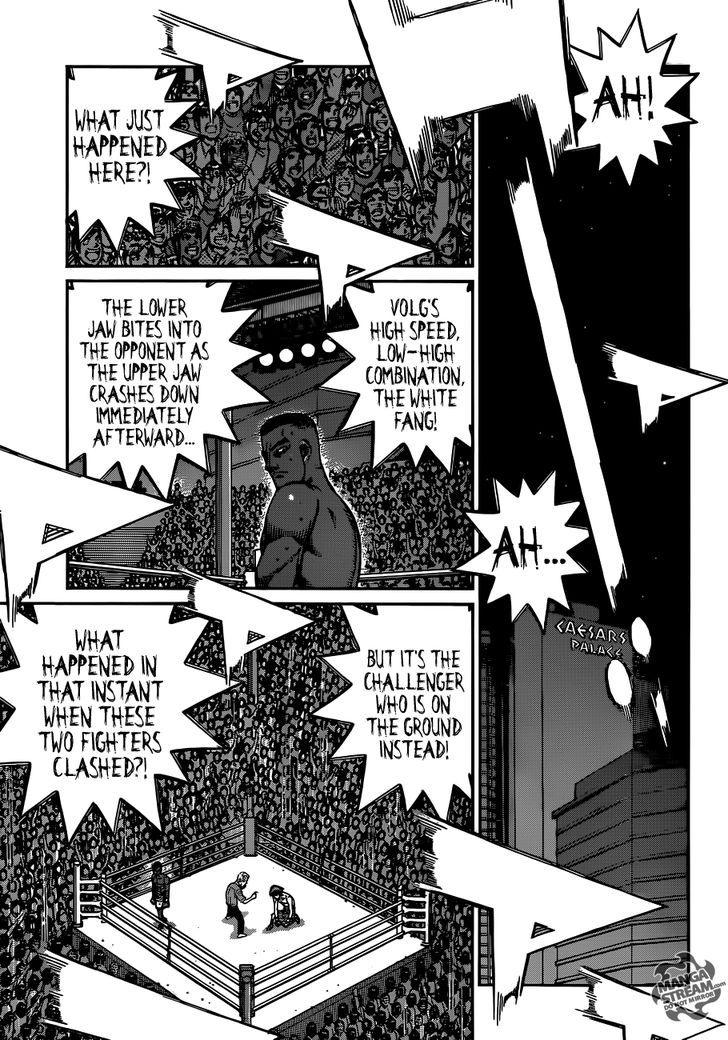 AH!
WHAT JUST
HAPPENED
HERE?!
VOLG'S
HIGH SPEED,
LOW-HIGH
COMBINATION,
THE WHITE
FANG!
THE LOWER
JAW BITES INTO
THE OPPONENT AS
THE UPPER JAW
CRASHES DOWN
IMMEDIATELY
AFTERWARD...
AH...
CAESARS
PALACE
BUT IT'S THE
CHALLENGER
WHO IS ON
THE GROUND
INSTEAD!
WHAT
HAPPENED IN
THAT INSTANT
WHEN THESE
TWO FIGHTERS
CLASHED?!
MANGA
STREAM.com
DO NOT MIRROR